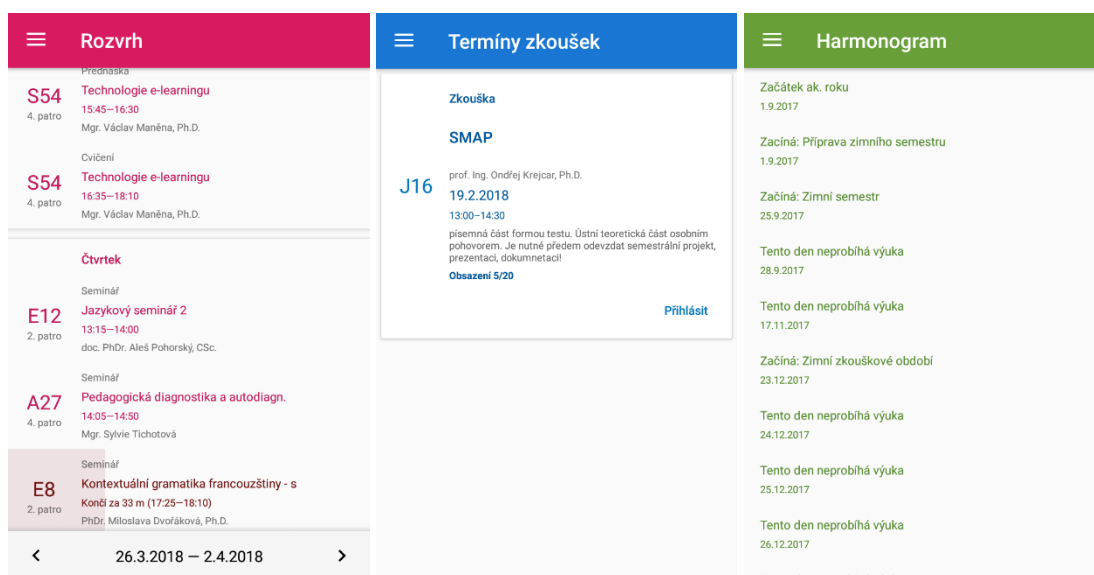 Rozvrh
Přednáška
S54
4. patro
Technologie e-learningu
15:45—16:30
Mgr. Václav Maněna, Ph.D.
Cvičení
S54
4. patro
Technologie e-learningu
16:35—18:10
Mgr. Václav Maněna, Ph.D.
Čtvrtek
Seminář
E12
2. patro
Jazykový seminář 2
13:15—14:00
doc. PhDr. Aleš Pohorský, CSc.
Seminář
A27
4. patro
Pedagogická diagnostika a autodiagn.
14:05—14:50
Mgr. Sylvie Tichotová
Seminář
E8
2. patro
Kontextuální gramatika francouzštiny - s
Končí za 33 m (17:25—18:10)
PhDr. Miloslava Dvořáková, Ph.D.
26.3.2018 — 2.4.2018
Termíny zkoušek
Zkouška
SMAP
J16
prof. Ing. Ondřej Krejcar, Ph.D.
19.2.2018
13:00–14:30
písemná část formou testu. Ústní teoretická část osobním
pohovorem. Je nutné předem odevzdat semestrální projekt,
prezentaci, dokumnetaci!
Obsazení 5/20
Přihlásit
Harmonogram
Začátek ak. roku
1.9.2017
Zacíná: Příprava zimního semestru
1.9.2017
Začíná: Zimní semestr
25.9.2017
Tento den neprobíhá výuka
28.9.2017
Tento den neprobíhá výuka
17.11.2017
Začíná: Zimní zkouškové období
23.12.2017
Tento den neprobíhá výuka
24.12.2017
Tento den neprobíhá výuka
25.12.2017
Tento den neprobíhá výuka
26.12.2017